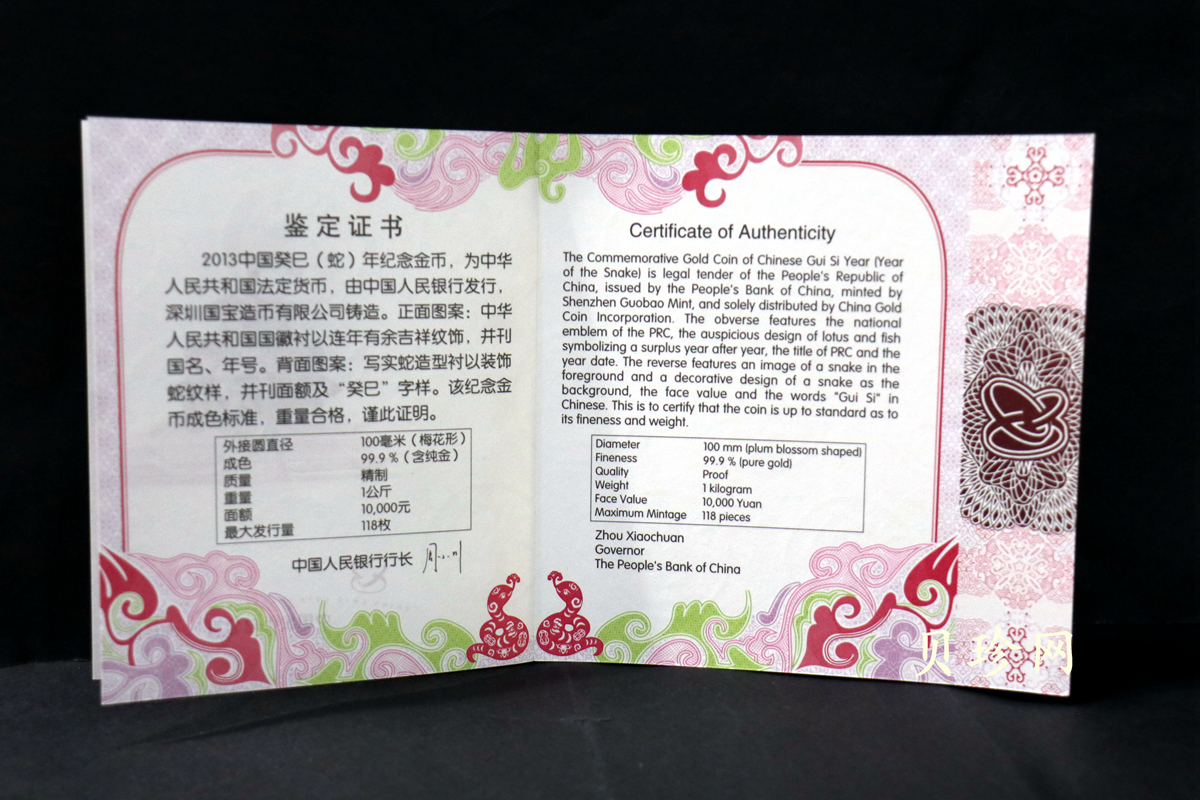 鉴定证书
2013中国癸巳（蛇）年纪念金币，为中华
人民共和国法定货币，由中国人民银行发行，
深圳国宝造币有限公司铸造。正面图案：中华
人民共和国国徽衬以连年有余吉祥纹饰，并刊
国名、年号。背面图案：写实蛇造型衬以装饰
蛇纹样，并刊面额及“癸巳”字样。该纪念金
币成色标准，重量合格，谨此证明。
外接圆直径 100毫米（梅花形）
成色 99.9％（含纯金）
质量 精制
重量 1公斤
面额 10,000元
最大发行量 118枚
中国人民银行行长
Certificate of Authenticity
The Commemorative Gold Coin of Chinese Gui Si Year (Year
of the Snake) is legal tender of the People's Republic of
China, issued by the People's Bank of China, minted by
Shenzhen Guobao Mint, and solely distributed by China Gold
Coin Incorporation. The obverse features the national
emblem of the PRC, the auspicious design of lotus and fish
symbolizing a surplus year after year, the title of PRC and the
year date. The reverse features an image of a snake in the
foreground and a decorative design of a snake as the
background, the face value and the words "Gui Si" in
Chinese. This is to certify that the coin is up to standard as to
its fineness and weight.
Diameter 100 mm (plum blossom shaped)
Fineness 99.9 % (pure gold)
Quality Proof
Weight 1 kilogram
Face Value 10,000 Yuan
Maximum Mintage 118 pieces
Zhou Xiaochuan
Governor
The People's Bank of China
贝珍网